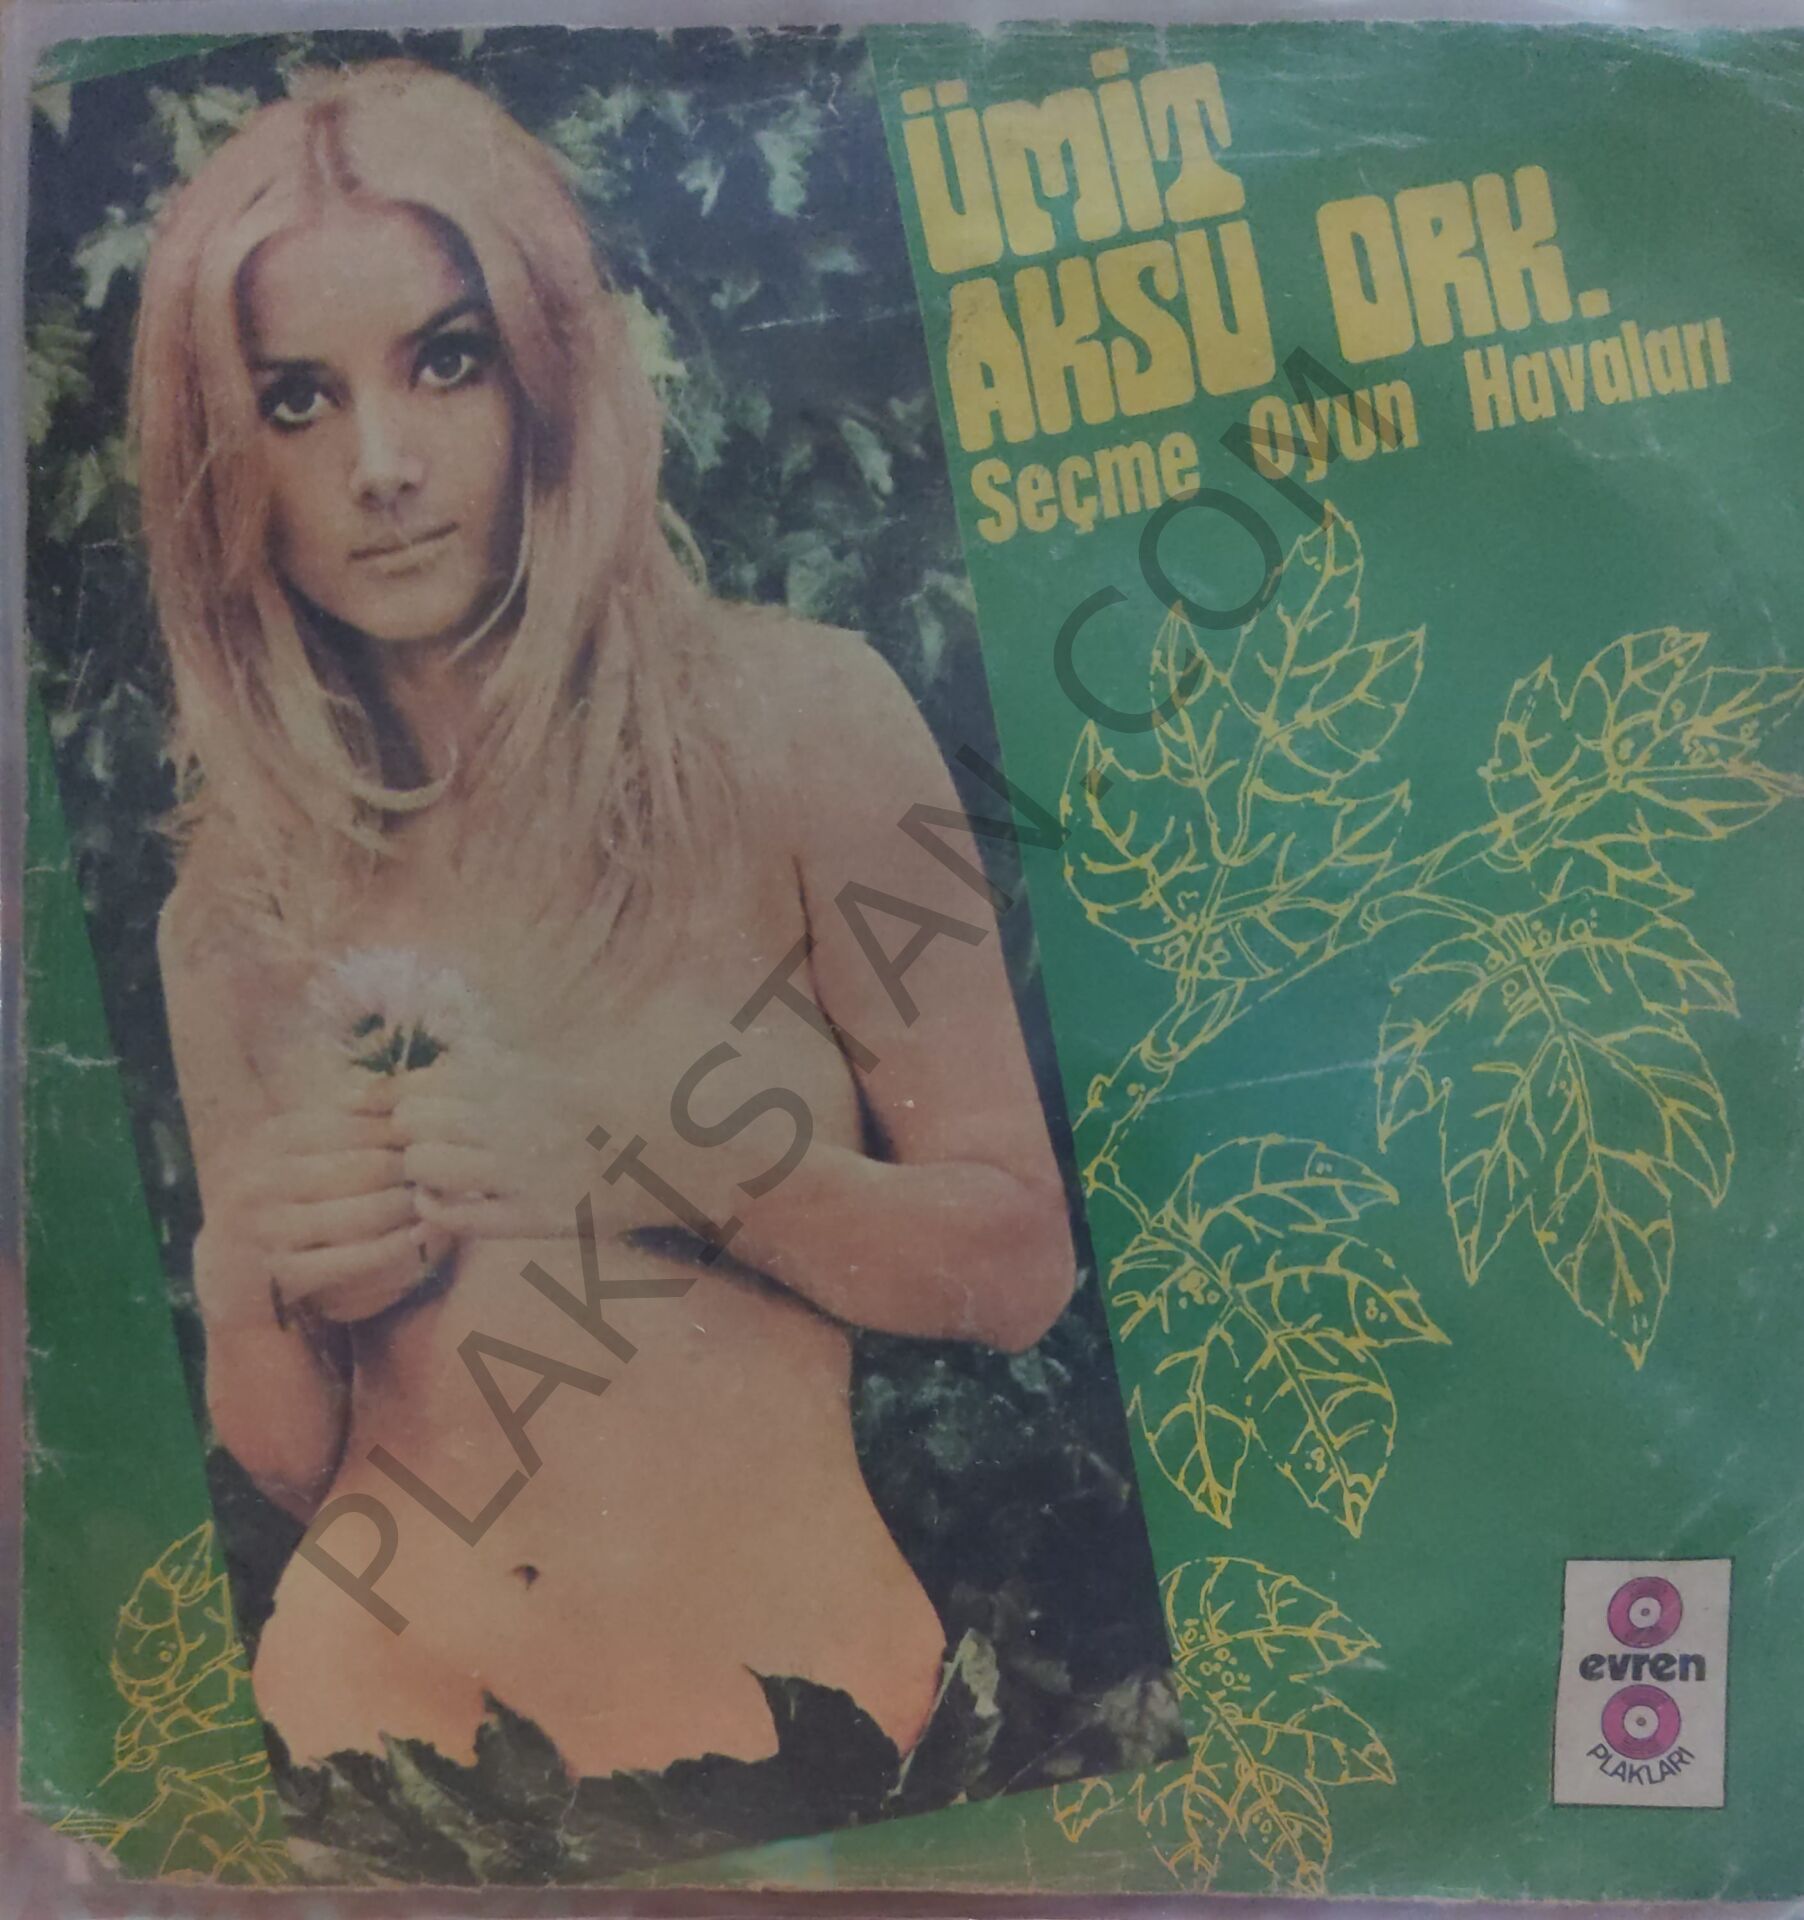 ÜMİT
AKSU ORK.
Seçme Oyun Havaları
PLAKİSTAN.COM
evren
PLAKLARI